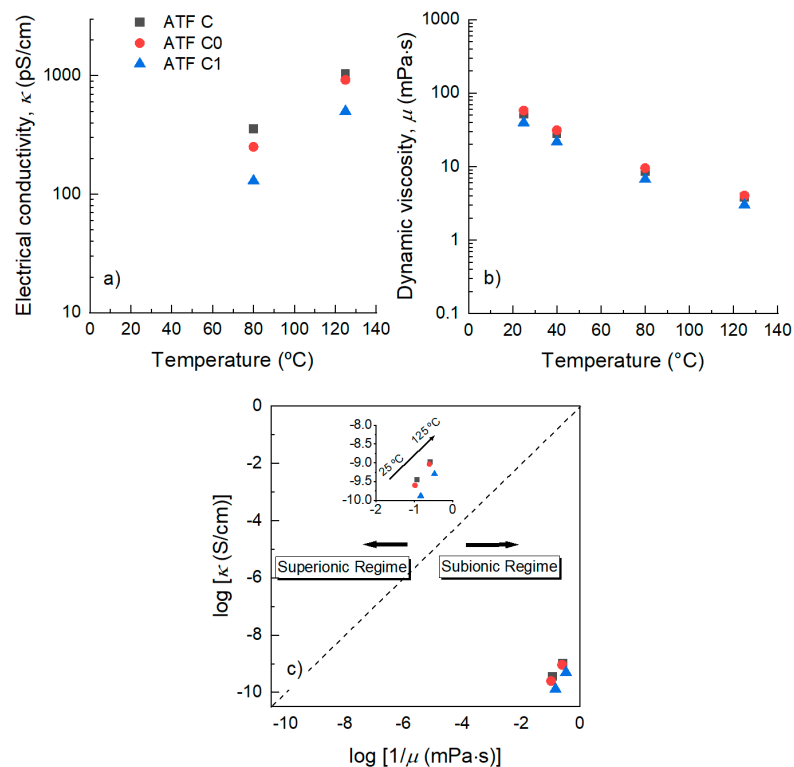 ATF C
ATF C0
ATF C1
Electrical conductivity, κ (pS/cm)
1000
100
10
a)
0 20 40 60 80 100 120 140
Temperature (ºC)
Dynamic viscosity, μ (mPa·s)
1000
100
10
1
0.1
b)
0 20 40 60 80 100 120 140
Temperature (°C)
log [κ (S/cm)]
0
-2
-4
-6
-8
-10
-8.0
-8.5
-9.0
-9.5
-10.0
-2 -1 0
25 ºC
125 ºC
Superionic Regime
Subionic Regime
c)
-10 -8 -6 -4 -2 0
log [1/μ (mPa·s)]